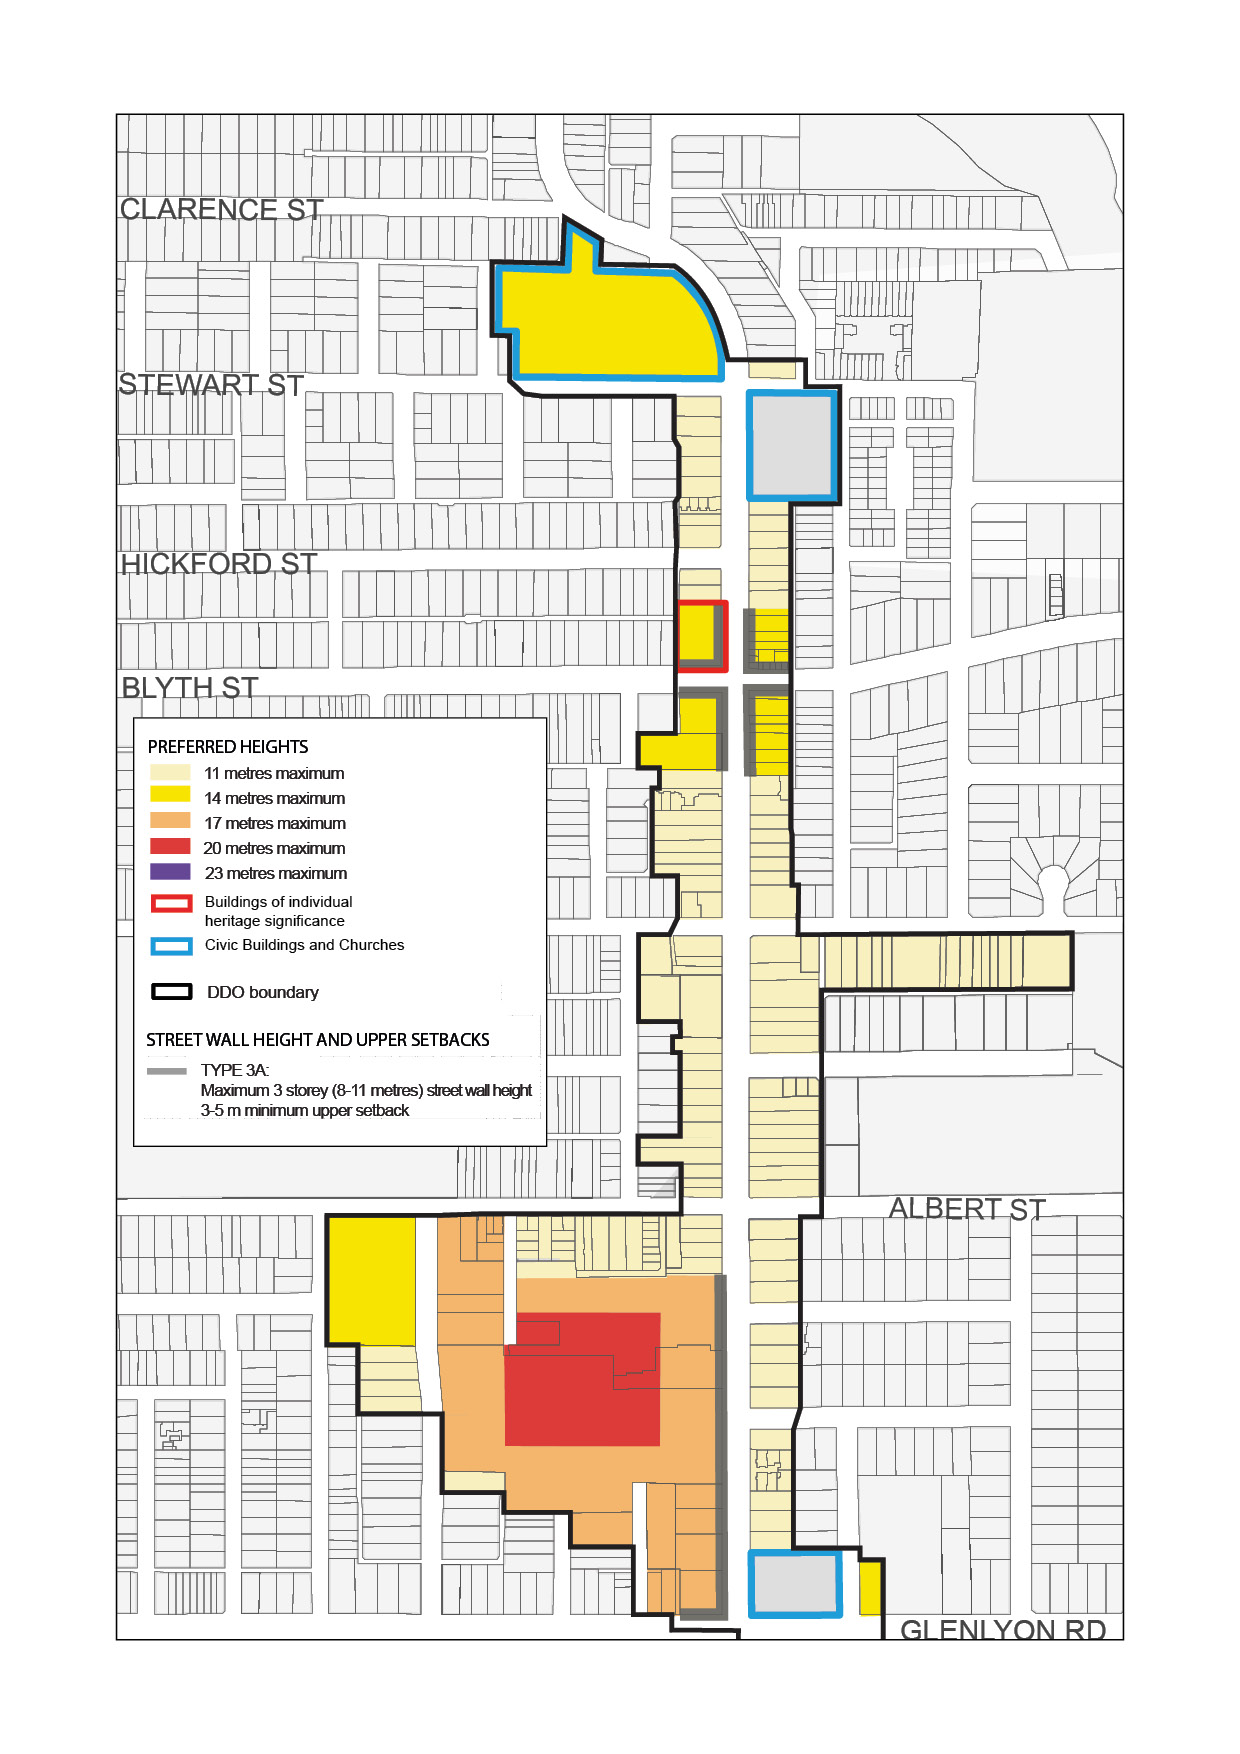 CLARENCE ST
STEWART ST
HICKFORD ST
BLYTH ST
PREFERRED HEIGHTS
11 metres maximum
14 metres maximum
17 metres maximum
20 metres maximum
23 metres maximum
Buildings of individual
heritage significance
Civic Buildings and Churches
DDO boundary
STREET WALL HEIGHT AND UPPER SETBACKS
TYPE 3A:
Maximum 3 storey (8-11 metres) street wall height
3-5 m minimum upper setback
ALBERT ST
GLENLYON RD